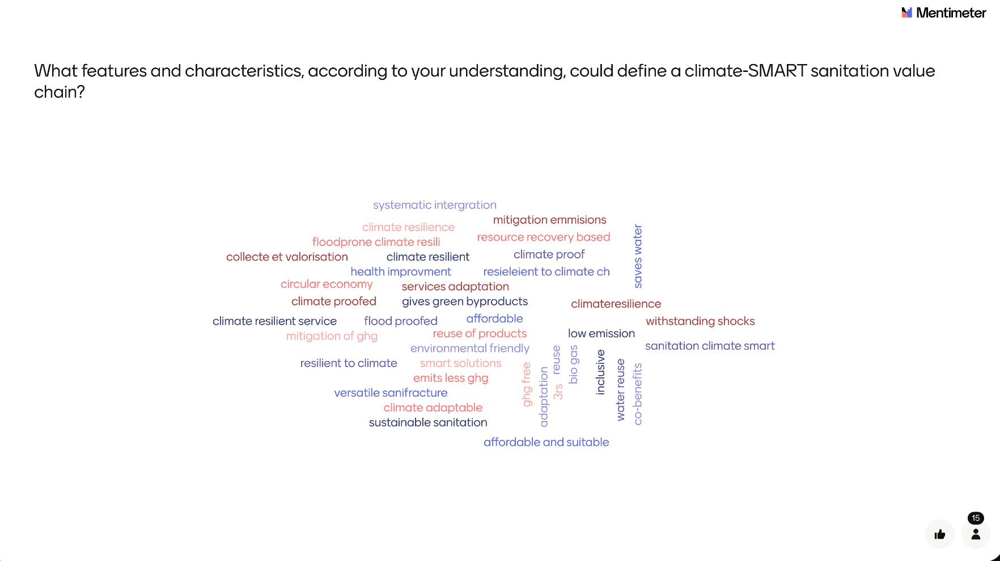 Mentimeter
What features and characteristics, according to your understanding, could define a climate-SMART sanitation value
chain?
systematic intergration
mitigation emmisions
climate resilience
saves water
resource recovery based
floodprone climate resili
climate proof
collecte et valorisation
climate resilient
health improvment
resieleient to climate ch
circular economy
services adaptation
climate proofed
gives green byproducts
climateresilience
climate resilient service
flood proofed
affordable
withstanding shocks
mitigation of ghg
reuse of products
low emission
environmental friendly
sanitation climate smart
resilient to climate
smart solutions
reuse
bio gas
inclusive
emits less ghg
ghg free
adaptation
3rs
water reuse
co-benefits
versatile sanifracture
climate adaptable
sustainable sanitation
affordable and suitable
15